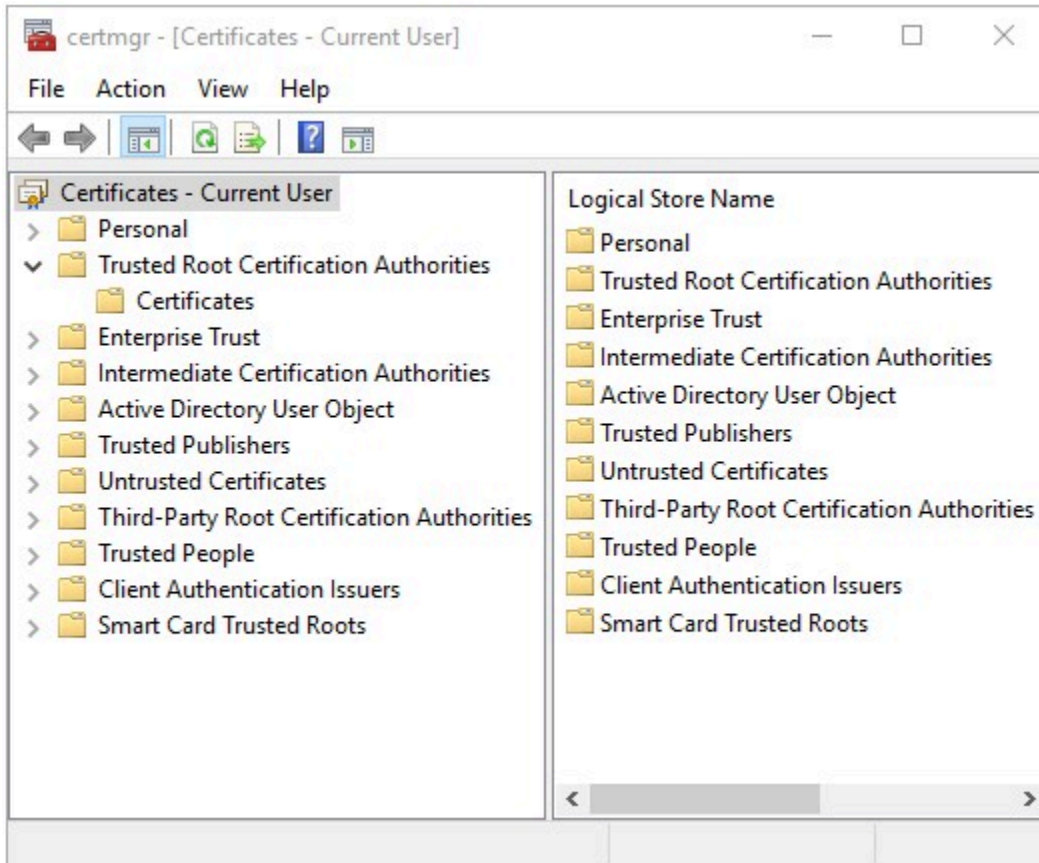 certmgr - [Certificates - Current User]
File Action View Help
Certificates - Current User
Personal
Trusted Root Certification Authorities
Certificates
Enterprise Trust
Intermediate Certification Authorities
Active Directory User Object
Trusted Publishers
Untrusted Certificates
Third-Party Root Certification Authorities
Trusted People
Client Authentication Issuers
Smart Card Trusted Roots
Logical Store Name
Personal
Trusted Root Certification Authorities
Enterprise Trust
Intermediate Certification Authorities
Active Directory User Object
Trusted Publishers
Untrusted Certificates
Third-Party Root Certification Authorities
Trusted People
Client Authentication Issuers
Smart Card Trusted Roots